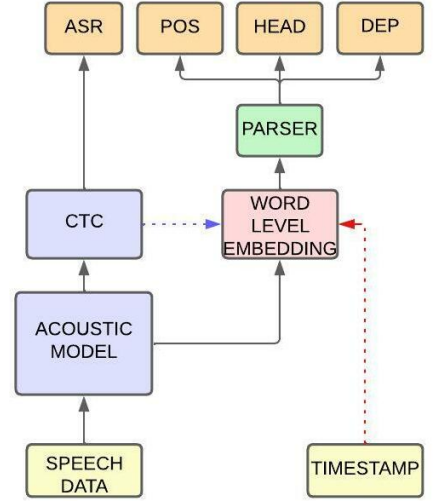 ASR
POS
HEAD
DEP
PARSER
CTC
WORD
LEVEL
EMBEDDING
ACOUSTIC
MODEL
SPEECH
DATA
TIMESTAMP